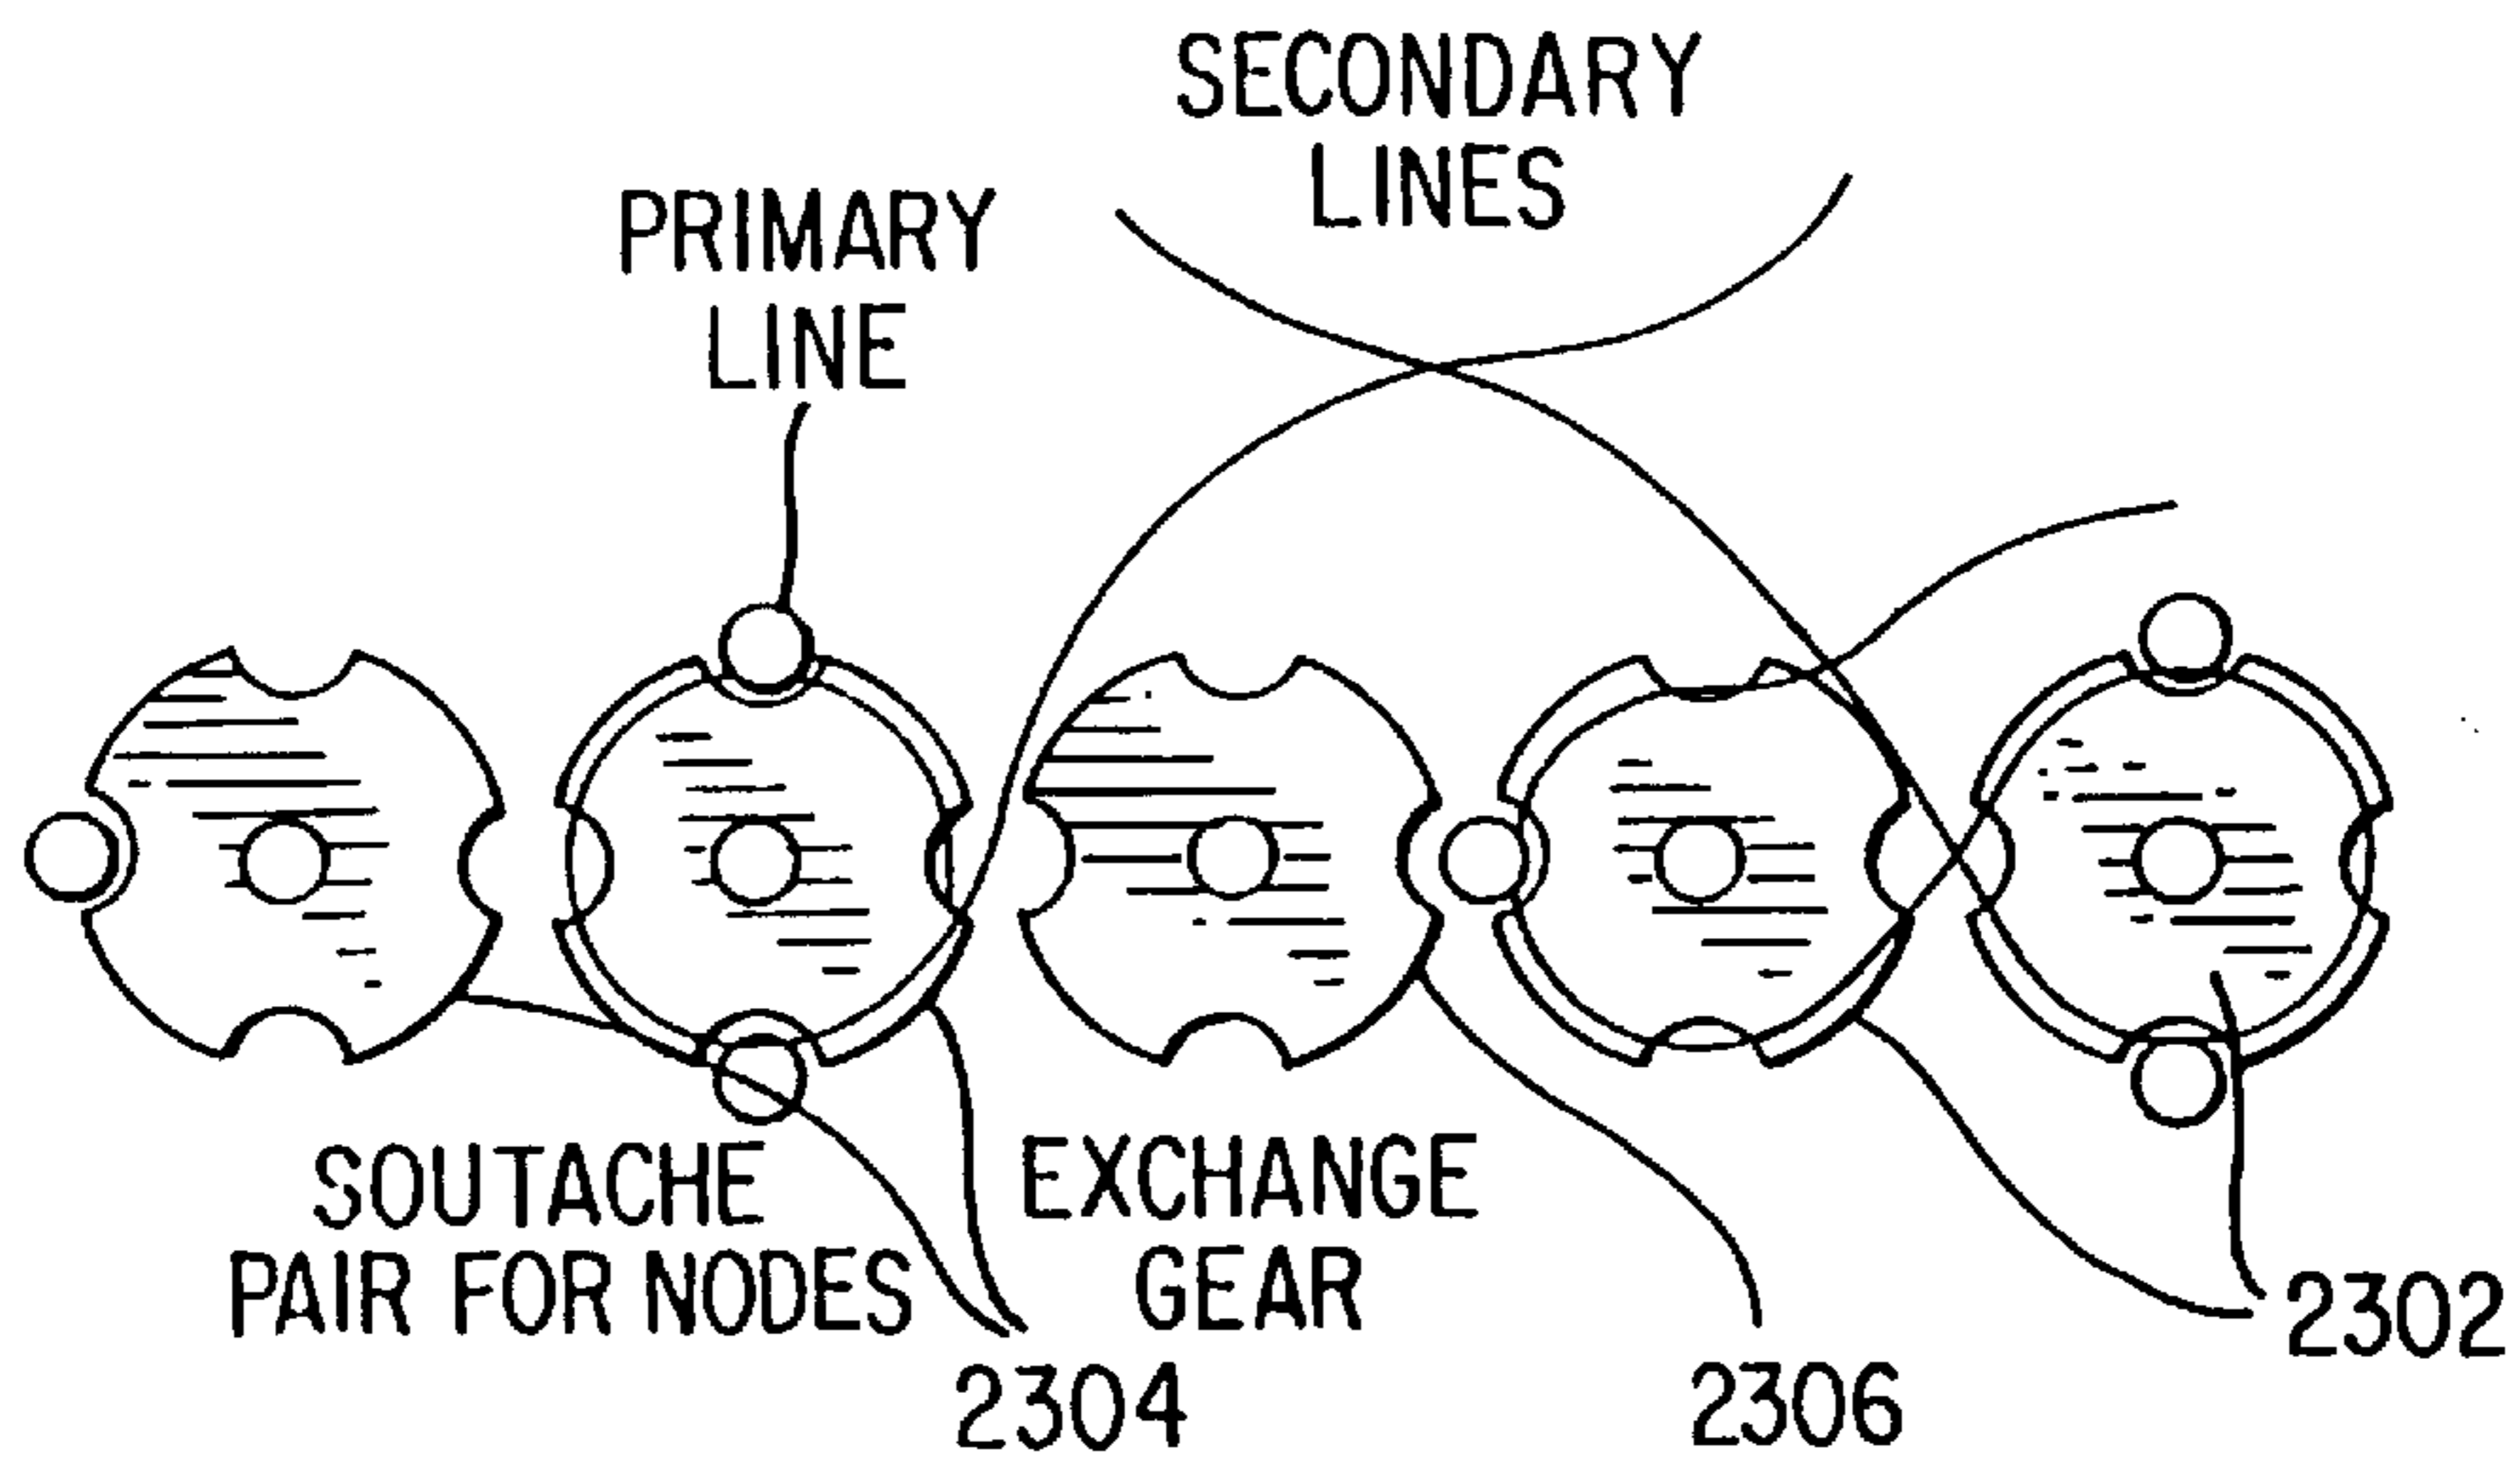 SECONDARY
LINES
PRIMARY
LINE
SOUTACHE
PAIR FOR NODES
EXCHANGE
GEAR
2302
2304
2306